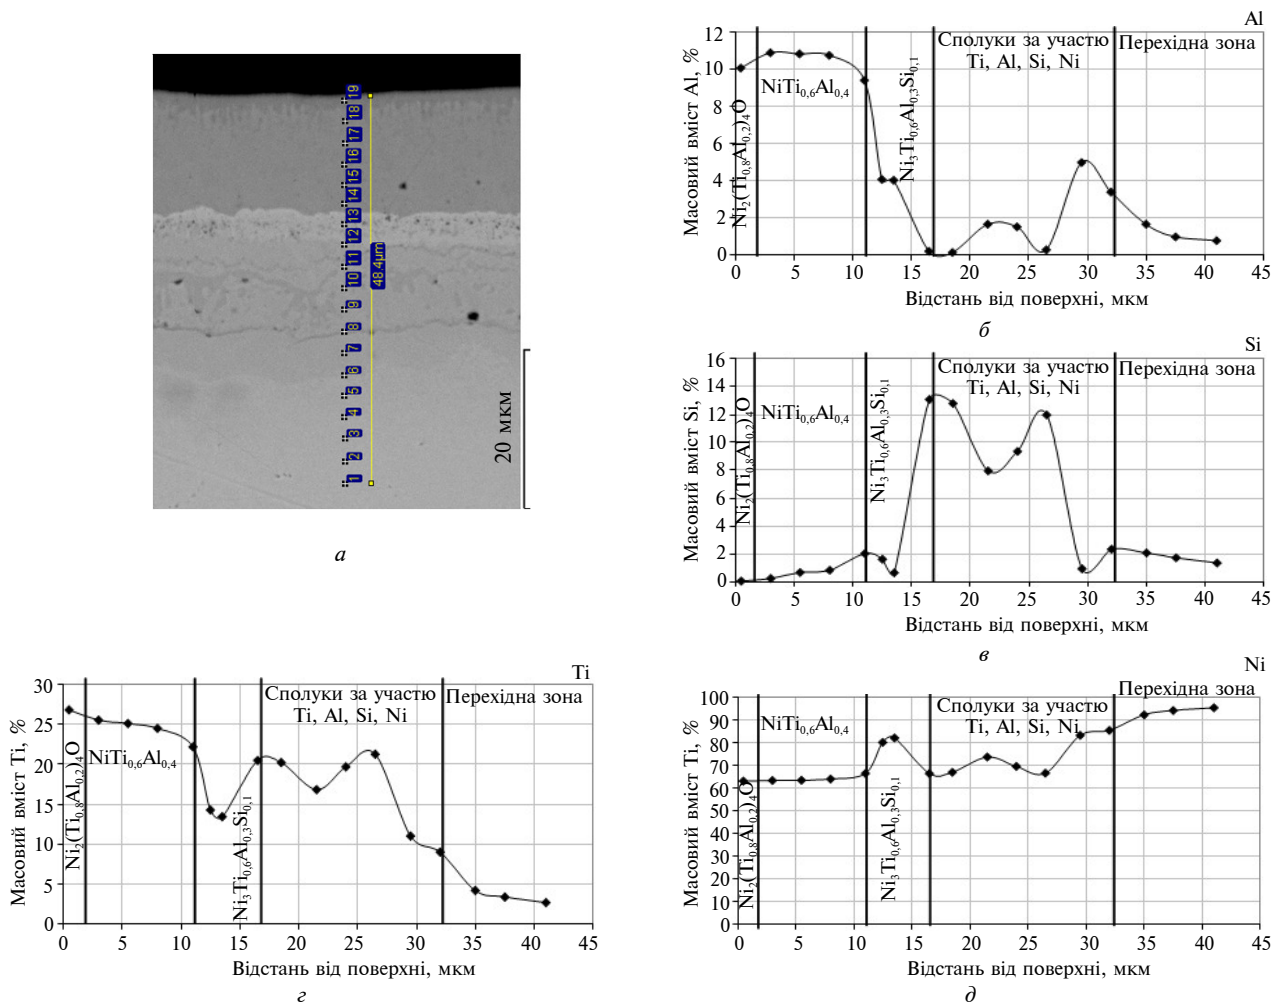 19
18
17
16
15
14
13
12
11
10
9
8
7
6
5
4
3
2
1
48.4µm
20 мкм
а
Al
Масовий вміст Al, %
12
10
8
6
4
2
0
Ni2(Ti0,8Al0,2)4O
NiTi0,6Al0,4
Ni3Ti0,6Al0,3Si0,1
Сполуки за участю
Ti, Al, Si, Ni
Перехідна зона
0 5 10 15 20 25 30 35 40 45
Відстань від поверхні, мкм
б
Si
Масовий вміст Si, %
16
14
12
10
8
6
4
2
0
Ni2(Ti0,8Al0,2)4O
NiTi0,6Al0,4
Ni3Ti0,6Al0,3Si0,1
Сполуки за участю
Ti, Al, Si, Ni
Перехідна зона
0 5 10 15 20 25 30 35 40 45
Відстань від поверхні, мкм
в
Ti
Масовий вміст Ti, %
30
25
20
15
10
5
0
Ni2(Ti0,8Al0,2)4O
NiTi0,6Al0,4
Ni3Ti0,6Al0,3Si0,1
Сполуки за участю
Ti, Al, Si, Ni
Перехідна зона
0 5 10 15 20 25 30 35 40 45
Відстань від поверхні, мкм
г
Ni
Масовий вміст Ti, %
100
90
80
70
60
50
40
30
20
10
0
Ni2(Ti0,8Al0,2)4O
NiTi0,6Al0,4
Ni3Ti0,6Al0,3Si0,1
Сполуки за участю
Ti, Al, Si, Ni
Перехідна зона
0 5 10 15 20 25 30 35 40 45
Відстань від поверхні, мкм
д